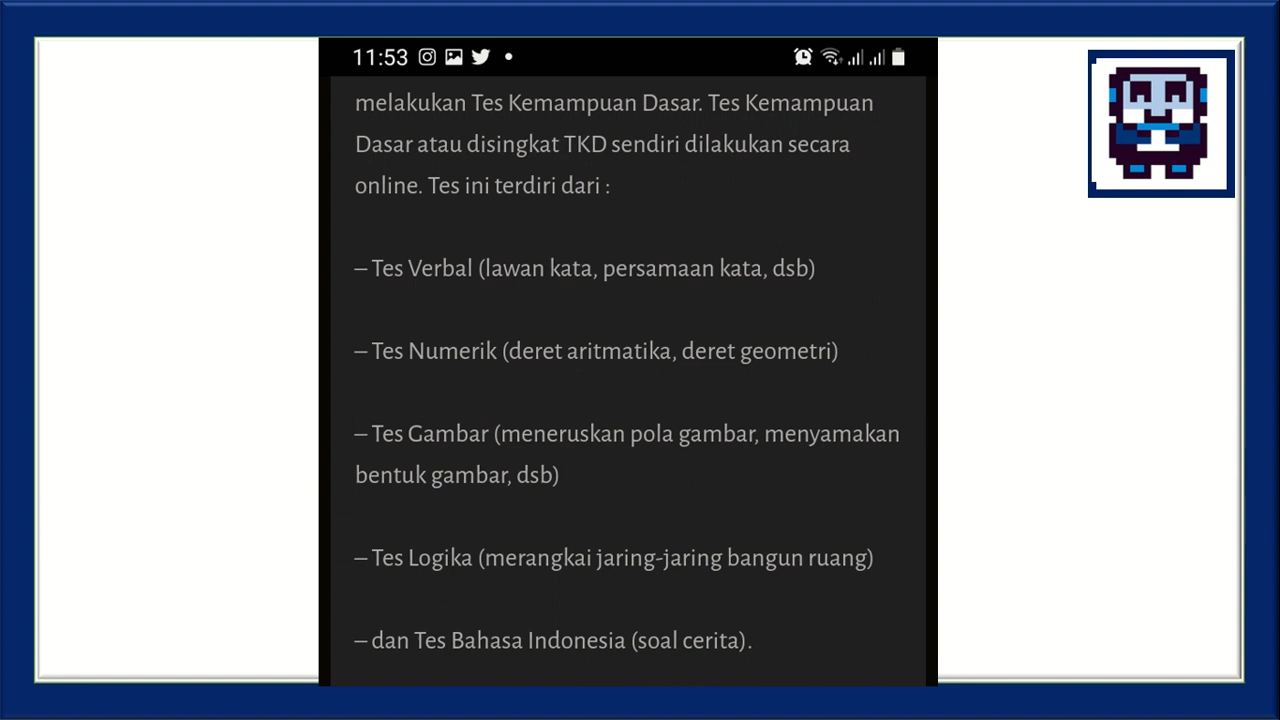 11:53
melakukan Tes Kemampuan Dasar. Tes Kemampuan
Dasar atau disingkat TKD sendiri dilakukan secara
online. Tes ini terdiri dari :
– Tes Verbal (lawan kata, persamaan kata, dsb)
– Tes Numerik (deret aritmatika, deret geometri)
– Tes Gambar (meneruskan pola gambar, menyamakan
bentuk gambar, dsb)
– Tes Logika (merangkai jaring-jaring bangun ruang)
– dan Tes Bahasa Indonesia (soal cerita).